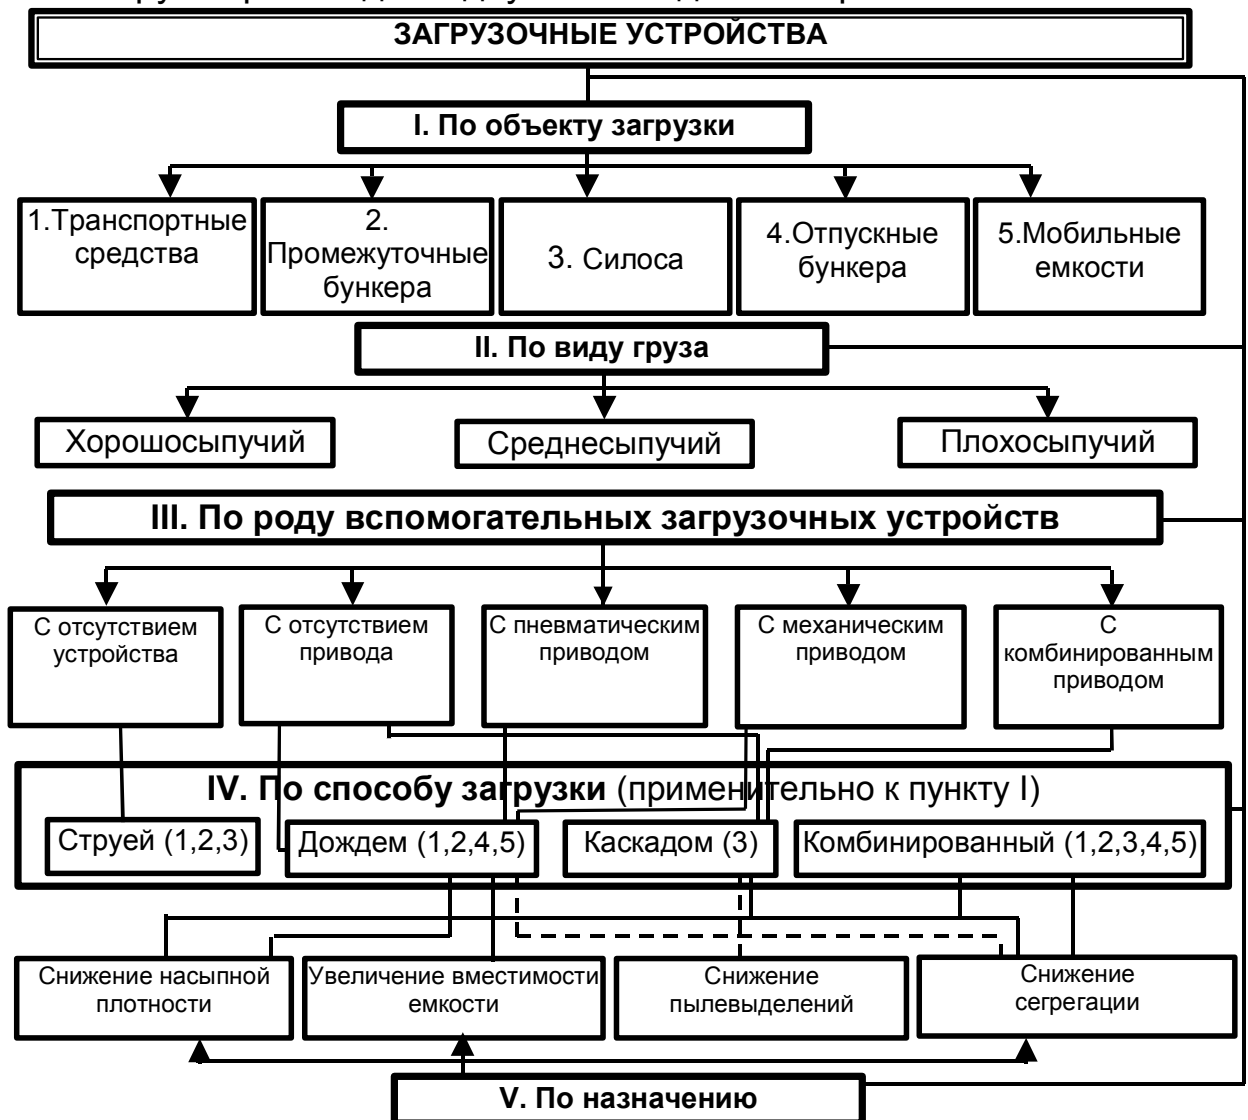 ЗАГРУЗОЧНЫЕ УСТРОЙСТВА
I. По объекту загрузки
1.Транспортные
средства
2.
Промежуточные
бункера
3. Силоса
4.Отпускные
бункера
5.Мобильные
емкости
II. По виду груза
Хорошосыпучий
Среднесыпучий
Плохосыпучий
III. По роду вспомогательных загрузочных устройств
С отсутствием
устройства
С отсутствием
привода
С пневматическим
приводом
С механическим
приводом
С
комбинированным
приводом
IV. По способу загрузки (применительно к пункту I)
Струей (1,2,3)
Дождем (1,2,4,5)
Каскадом (3)
Комбинированный (1,2,3,4,5)
Снижение насыпной
плотности
Увеличение вместимости
емкости
Снижение
пылевыделений
Снижение
сегрегации
V. По назначению